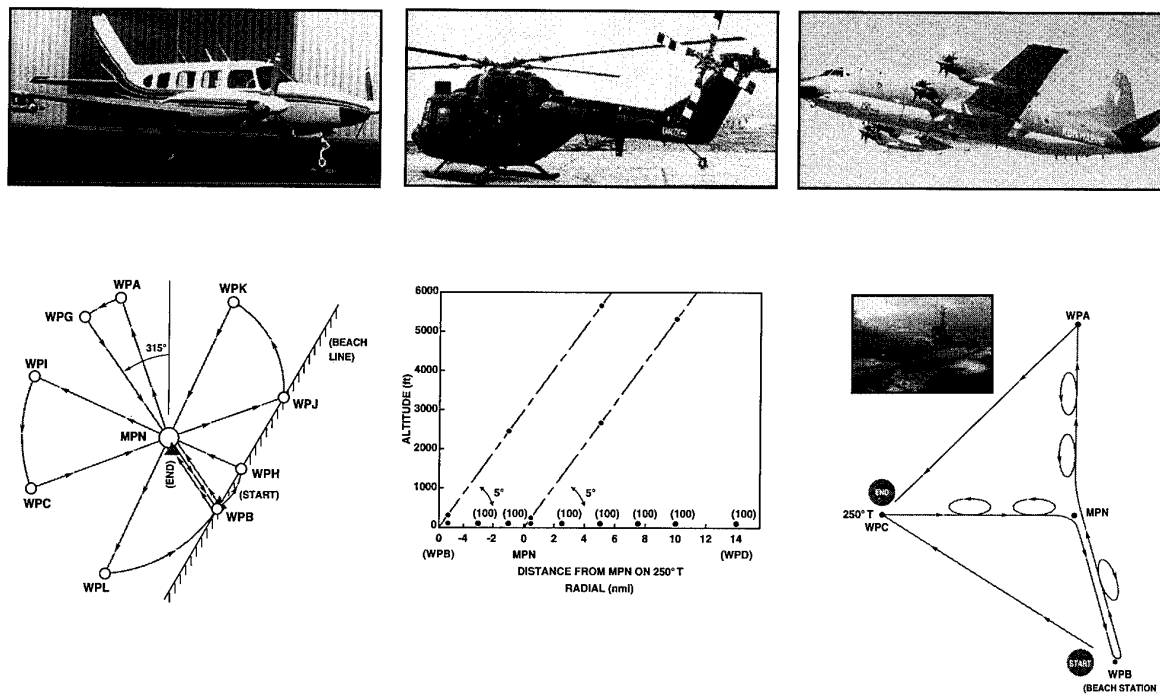 WPA
WPK
WPG
315°
(BEACH
LINE)
WPI
WPJ
MPN
(END)
WPH
(START)
WPC
WPB
WPL
6000
5000
4000
3000
2000
1000
0
ALTITUDE (ft)
5°
5°
(100) (100) (100) (100) (100) (100) (100)
0 -4 -2 0 2 4 6 8 10 12 14
(WPB) MPN (WPD)
DISTANCE FROM MPN ON 250° T
RADIAL (nmi)
WPA
END
250° T
WPC
MPN
START
WPB
(BEACH STATION